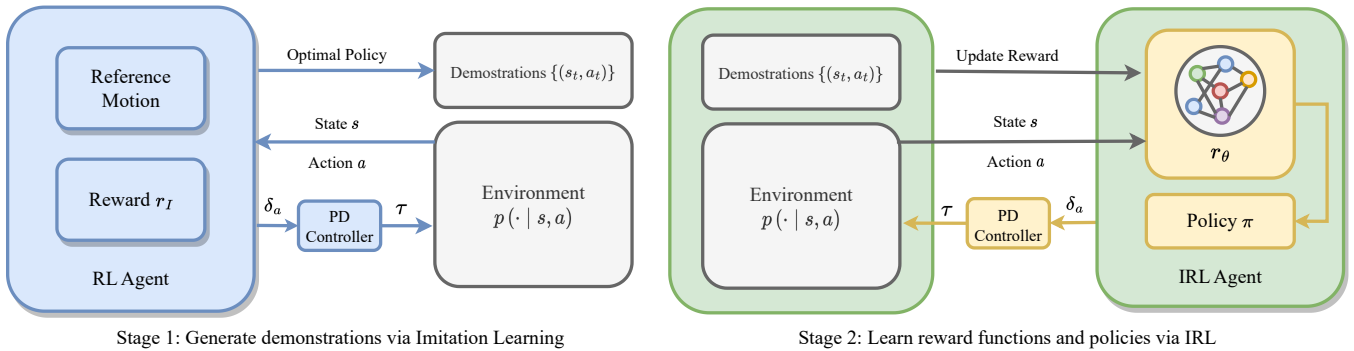 Reference
Motion
Reward r_I
RL Agent
Optimal Policy
State s
Action a
δ_a
PD
Controller
τ
Demostrations {(s_t, a_t)}
Environment
p(· | s, a)
Stage 1: Generate demonstrations via Imitation Learning
Demostrations {(s_t, a_t)}
Environment
p(· | s, a)
Update Reward
State s
Action a
τ
PD
Controller
δ_a
r_θ
Policy π
IRL Agent
Stage 2: Learn reward functions and policies via IRL